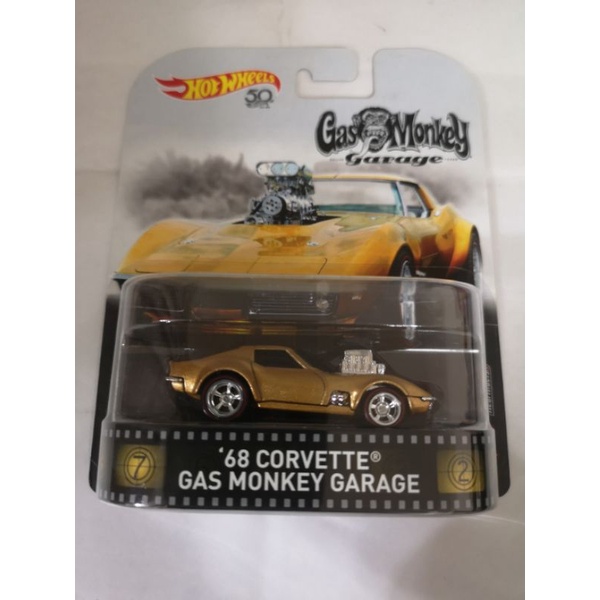 HOT WHEELS
50
Gas Monkey
Garage
'68 CORVETTE®
GAS MONKEY GARAGE
7
2